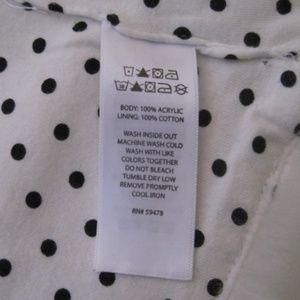 BODY: 100% ACRYLIC
LINING: 100% COTTON
WASH INSIDE OUT
MACHINE WASH COLD
WASH WITH LIKE
COLORS TOGETHER
DO NOT BLEACH
TUMBLE DRY LOW
REMOVE PROMPTLY
COOL IRON
RN# 59478